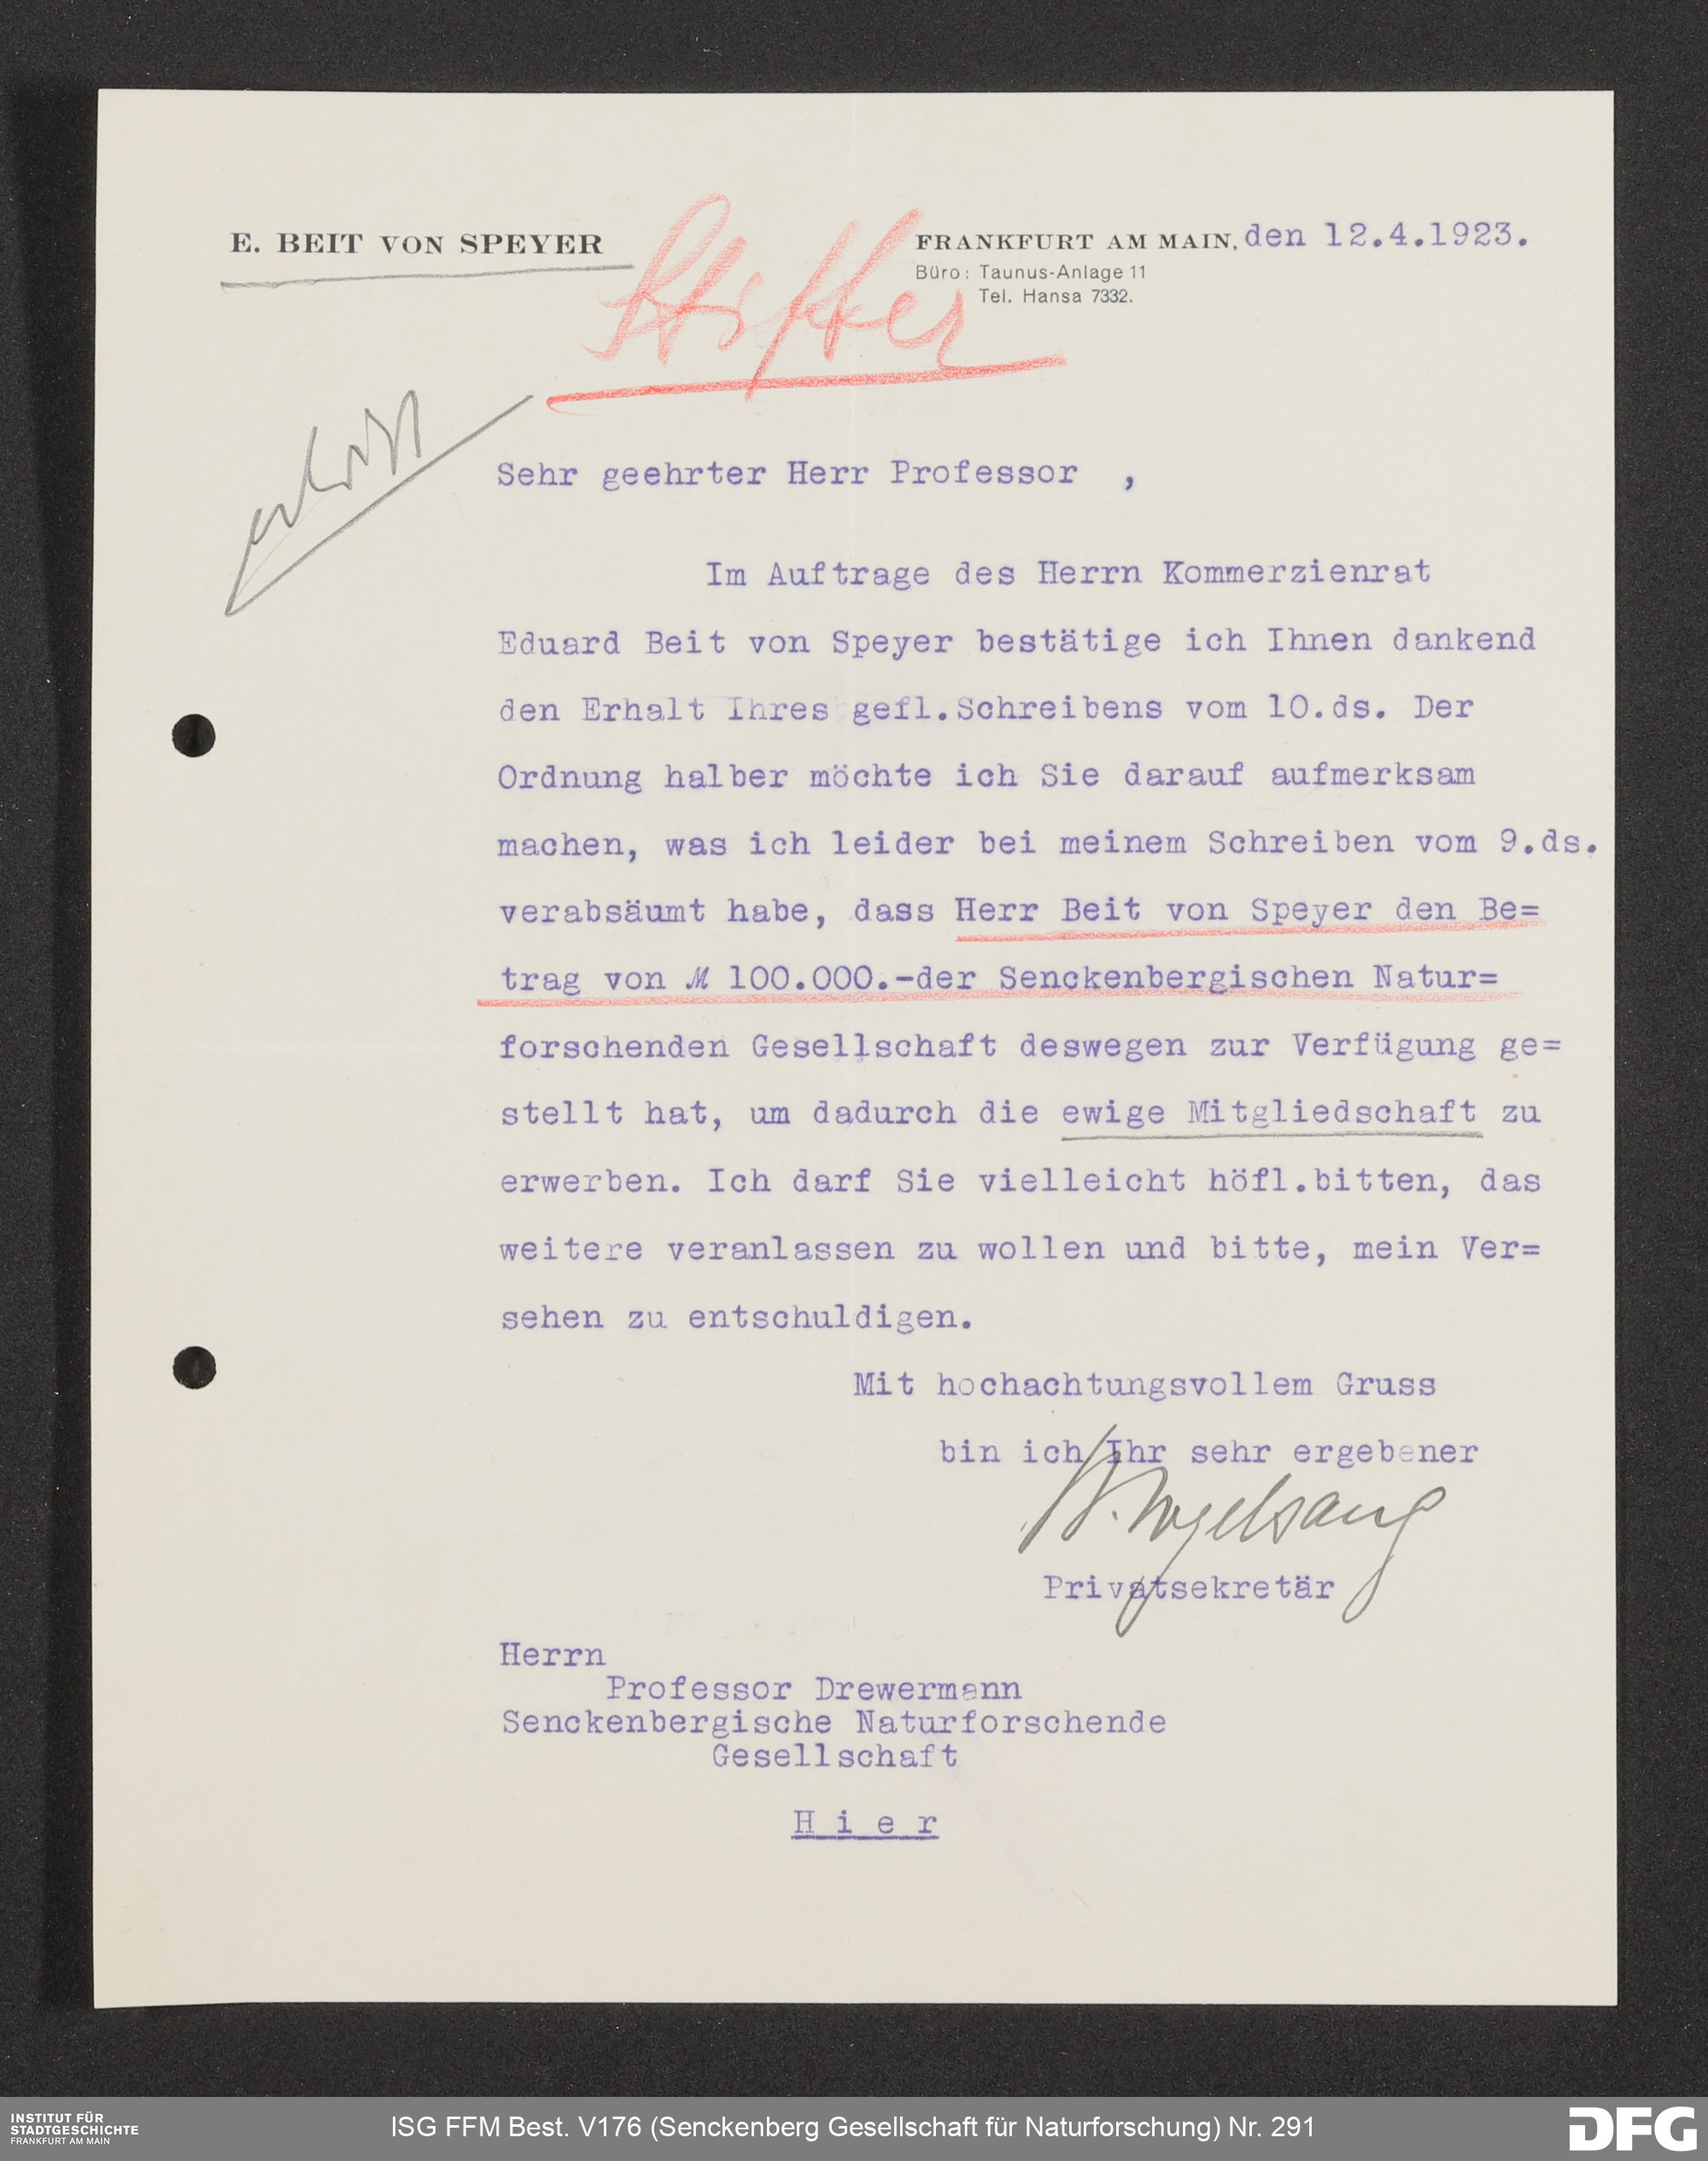 E. BEIT VON SPEYER
FRANKFURT AM MAIN, den 12.4.1923.
Büro: Taunus-Anlage 11
Tel. Hansa 7332.
Stifter
Sehr geehrter Herr Professor ,
Im Auftrage des Herrn Kommerzienrat
Eduard Beit von Speyer bestätige ich Ihnen dankend
den Erhalt Ihres gefl.Schreibens vom 10.ds. Der
Ordnung halber möchte ich Sie darauf aufmerksam
machen, was ich leider bei meinem Schreiben vom 9.ds.
verabsäumt habe, dass Herr Beit von Speyer den Be=
trag von M 100.000.-der Senckenbergischen Natur=
forschenden Gesellschaft deswegen zur Verfügung ge=
stellt hat, um dadurch die ewige Mitgliedschaft zu
erwerben. Ich darf Sie vielleicht höfl.bitten, das
weitere veranlassen zu wollen und bitte, mein Ver=
sehen zu entschuldigen.
Mit hochachtungsvollem Gruss
bin ich Ihr sehr ergebener
Vogelsang
Privatsekretär
Herrn
Professor Drewermann
Senckenbergische Naturforschende
Gesellschaft
H i e r
INSTITUT FÜR
STADTGESCHICHTE
FRANKFURT AM MAIN
ISG FFM Best. V176 (Senckenberg Gesellschaft für Naturforschung) Nr. 291
DFG